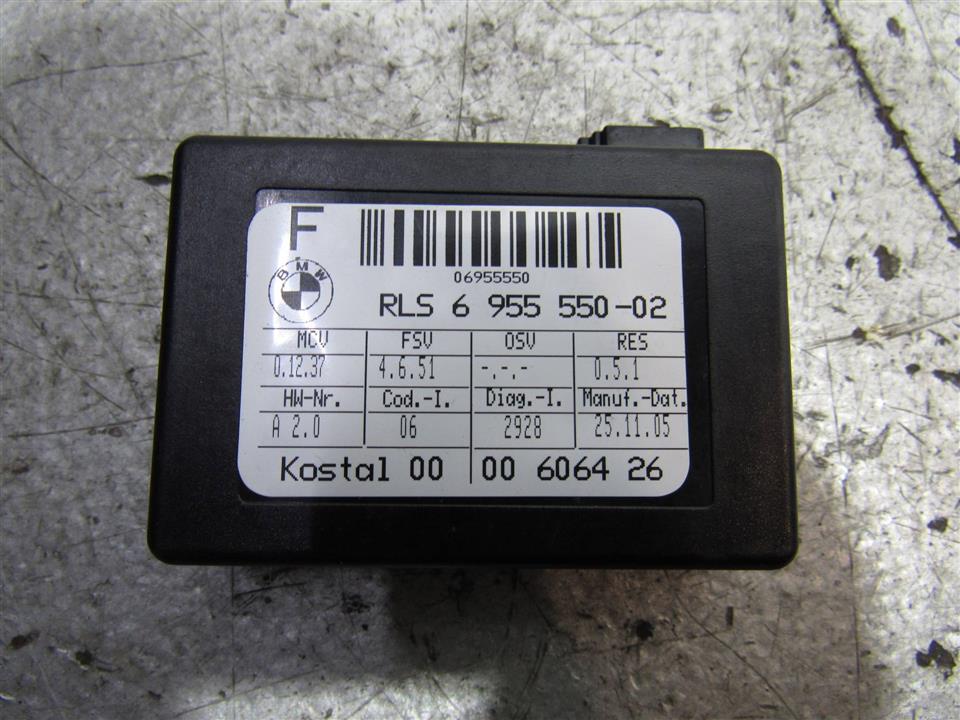 F
BMW
06955550
RLS 6 955 550-02
MCV FSV OSV RES
0.12.37 4.6.51 -.-.- 0.5.1
HW-Nr. Cod.-I. Diag.-I. Manuf.-Dat.
A 2.0 06 2928 25.11.05
Kostal 00 00 6064 26